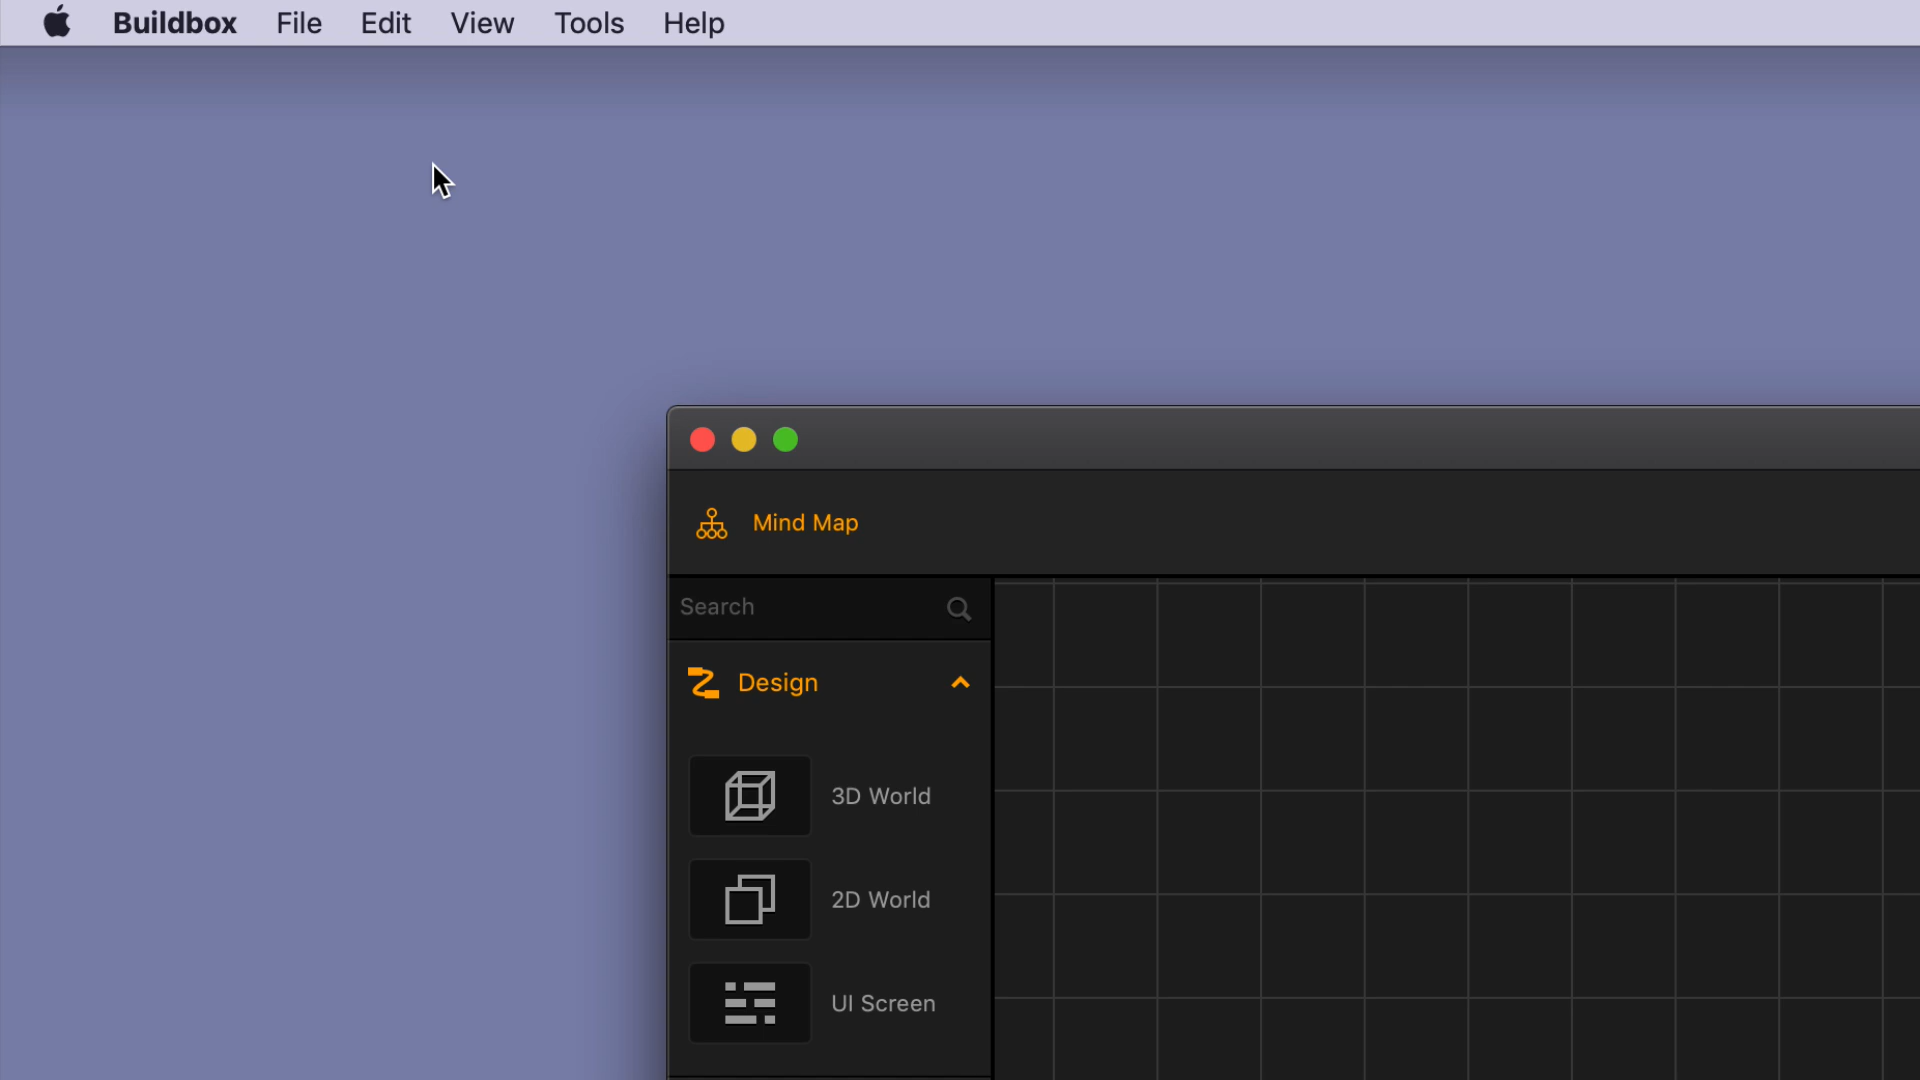 Buildbox File Edit View Tools Help
Mind Map
Search
Design
3D World
2D World
UI Screen